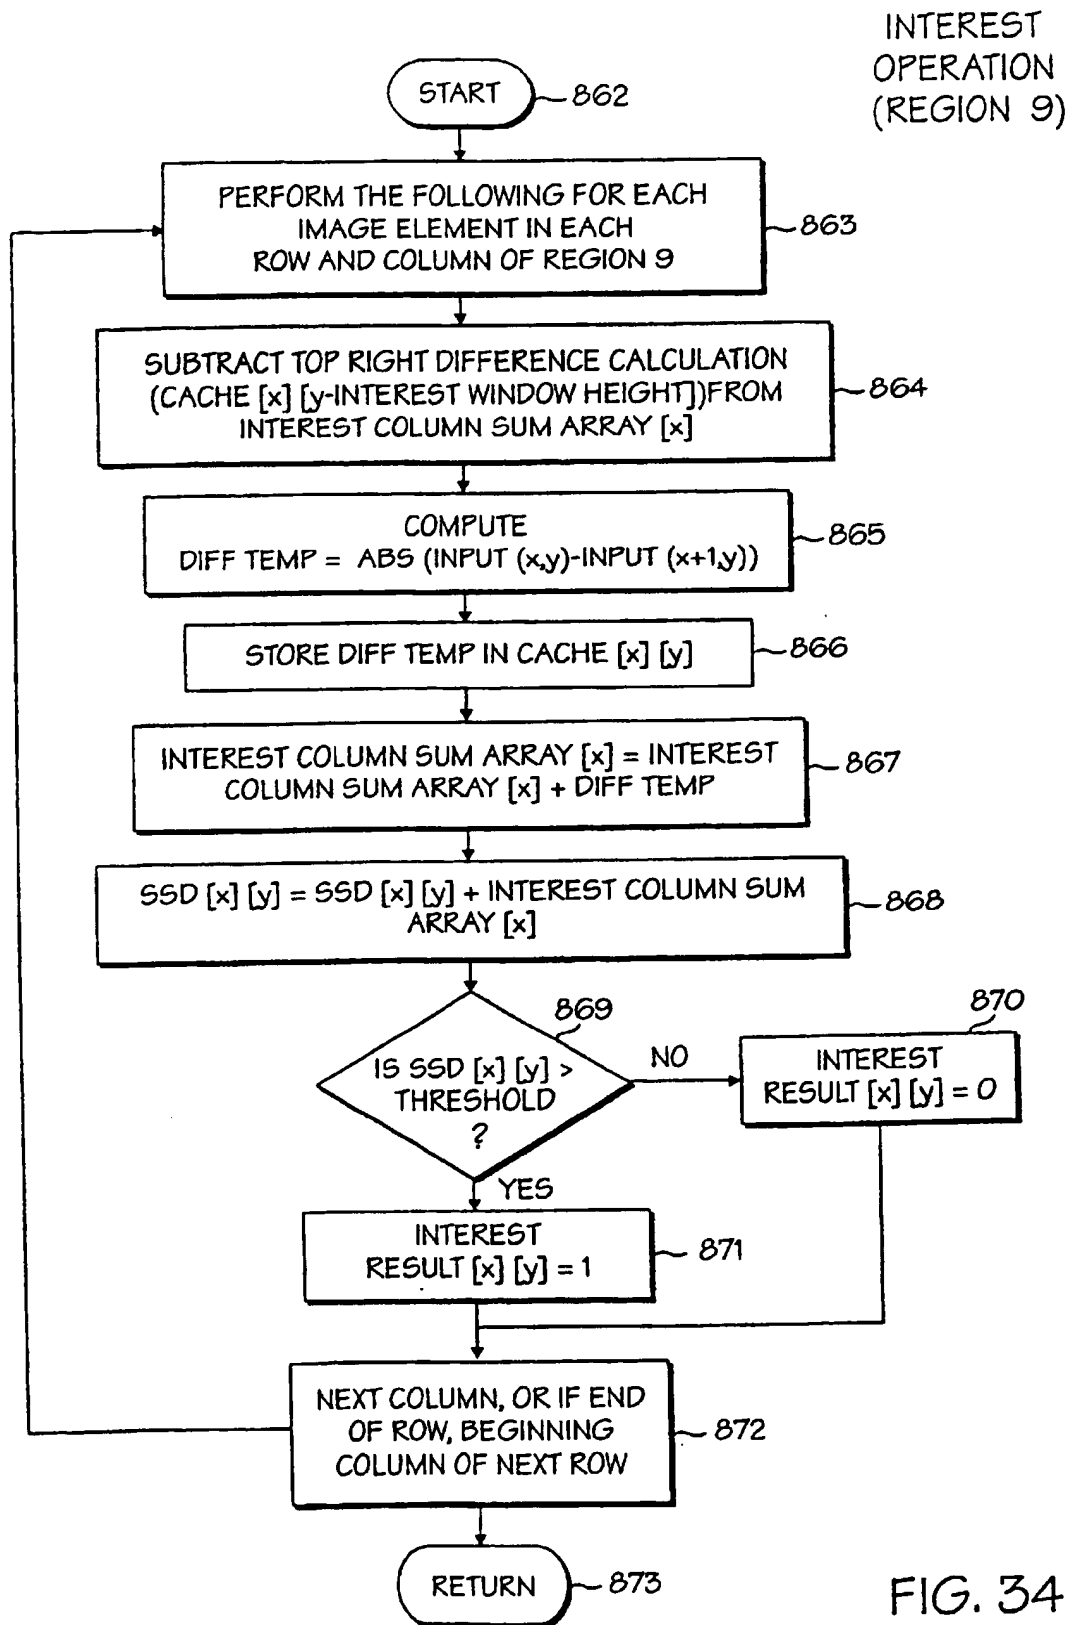 INTEREST
OPERATION
(REGION 9)
START
862
PERFORM THE FOLLOWING FOR EACH
IMAGE ELEMENT IN EACH
ROW AND COLUMN OF REGION 9
863
SUBTRACT TOP RIGHT DIFFERENCE CALCULATION
(CACHE [x] [y-INTEREST WINDOW HEIGHT])FROM
INTEREST COLUMN SUM ARRAY [x]
864
COMPUTE
DIFF TEMP = ABS (INPUT (x,y)-INPUT (x+1,y))
865
STORE DIFF TEMP IN CACHE [x] [y]
866
INTEREST COLUMN SUM ARRAY [x] = INTEREST
COLUMN SUM ARRAY [x] + DIFF TEMP
867
SSD [x] [y] = SSD [x] [y] + INTEREST COLUMN SUM
ARRAY [x]
868
869
IS SSD [x] [y] >
THRESHOLD
?
NO
870
INTEREST
RESULT [x] [y] = 0
YES
INTEREST
RESULT [x] [y] = 1
871
NEXT COLUMN, OR IF END
OF ROW, BEGINNING
COLUMN OF NEXT ROW
872
RETURN
873
FIG. 34